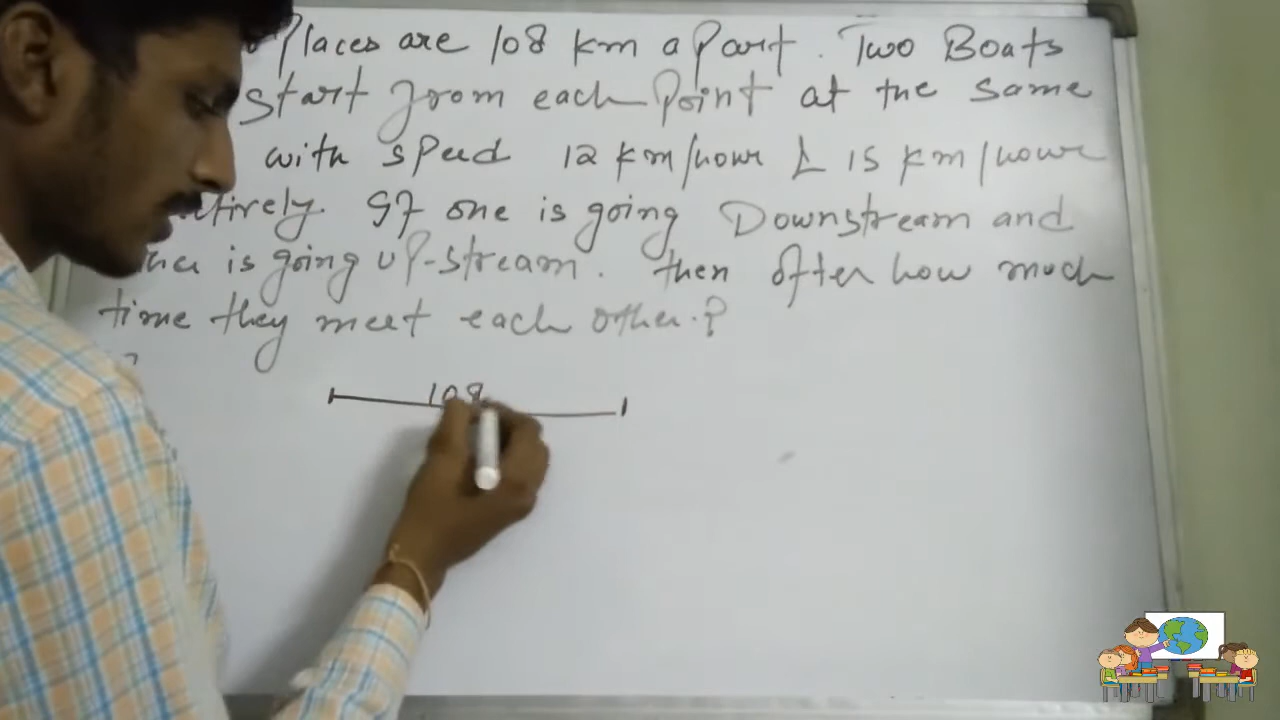 Places are 108 km apart. Two Boats
start from each Point at the same
with speed 12 km/hour & 15 km/hour
ctively. If one is going Downstream and
her is going up-stream. then after how much
time they meet each other.?
108